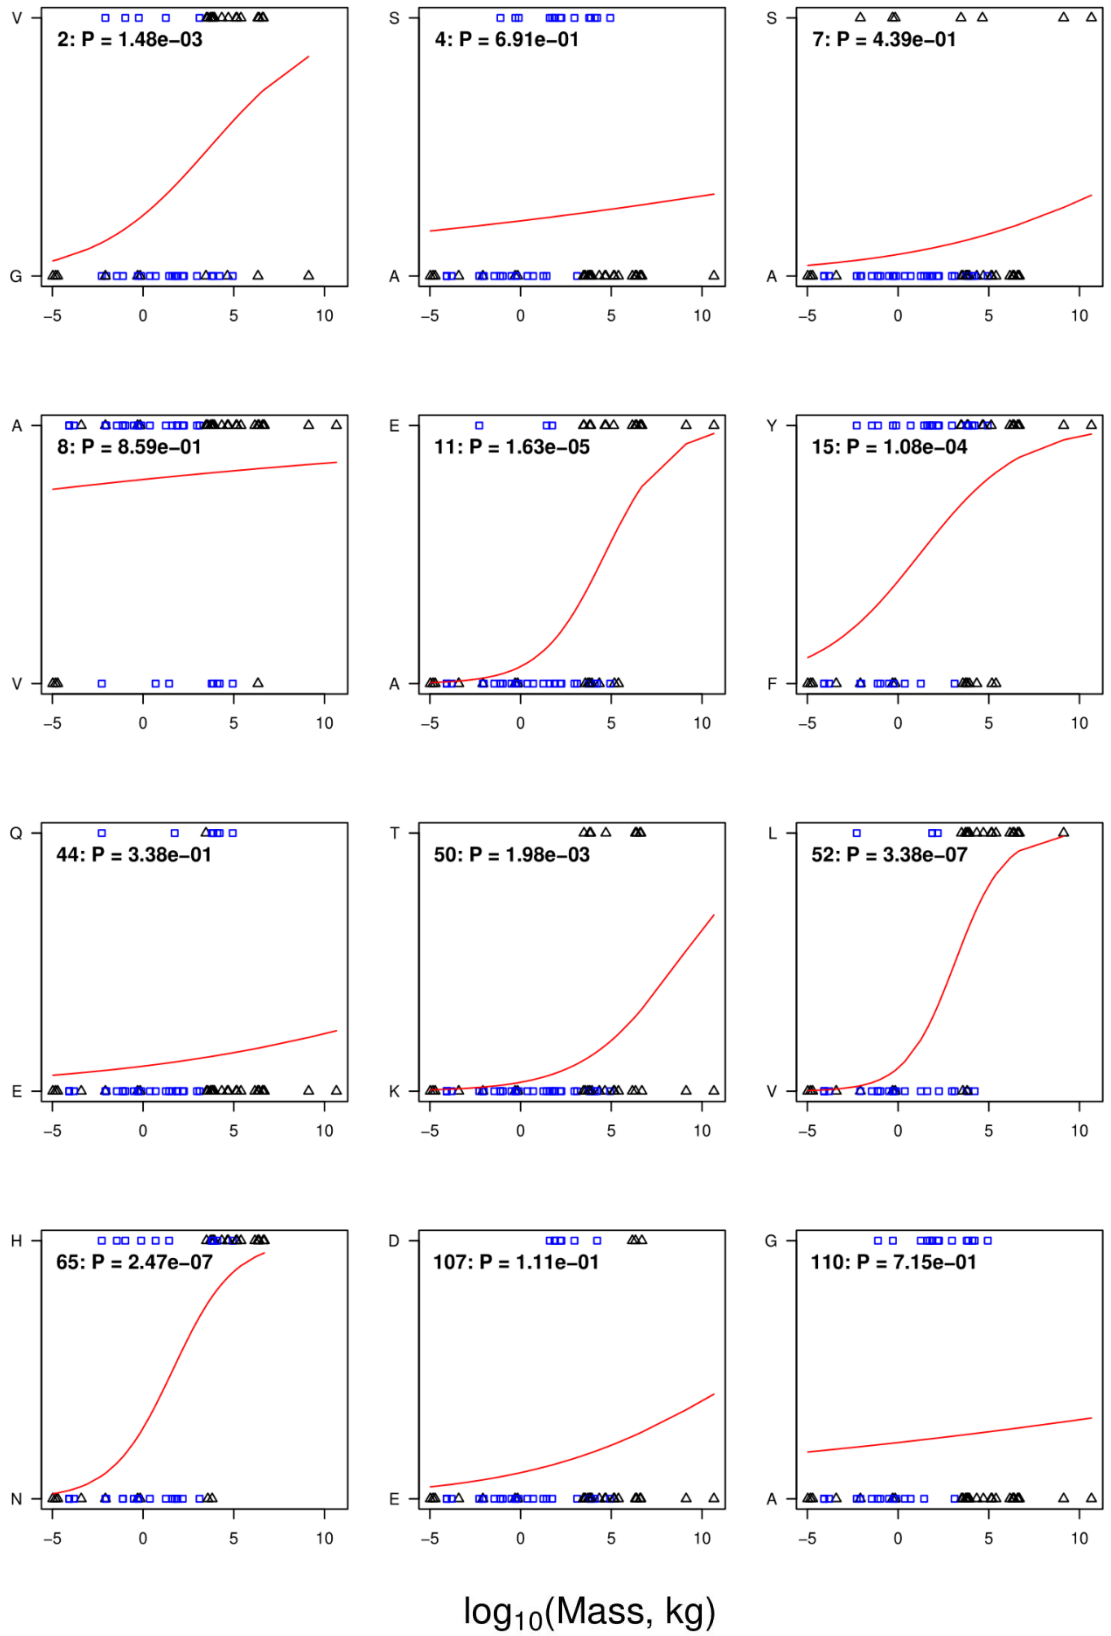 V
2: P = 1.48e−03
G
−5 0 5 10
S
4: P = 6.91e−01
A
−5 0 5 10
S
7: P = 4.39e−01
A
−5 0 5 10
A
8: P = 8.59e−01
V
−5 0 5 10
E
11: P = 1.63e−05
A
−5 0 5 10
Y
15: P = 1.08e−04
F
−5 0 5 10
Q
44: P = 3.38e−01
E
−5 0 5 10
T
50: P = 1.98e−03
K
−5 0 5 10
L
52: P = 3.38e−07
V
−5 0 5 10
H
65: P = 2.47e−07
N
−5 0 5 10
D
107: P = 1.11e−01
E
−5 0 5 10
G
110: P = 7.15e−01
A
−5 0 5 10
log₁₀(Mass, kg)